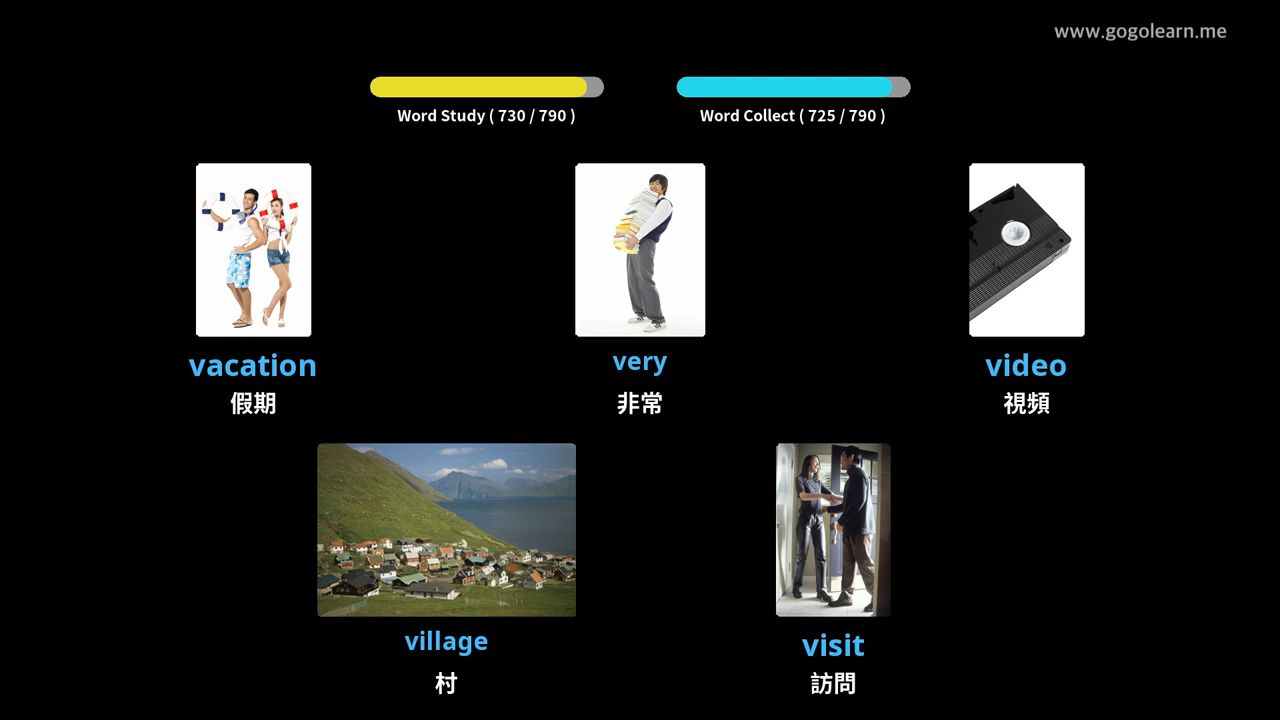 www.gogolearn.me
Word Study ( 730 / 790 )
Word Collect ( 725 / 790 )
vacation
假期
very
非常
video
視頻
village
村
visit
訪問